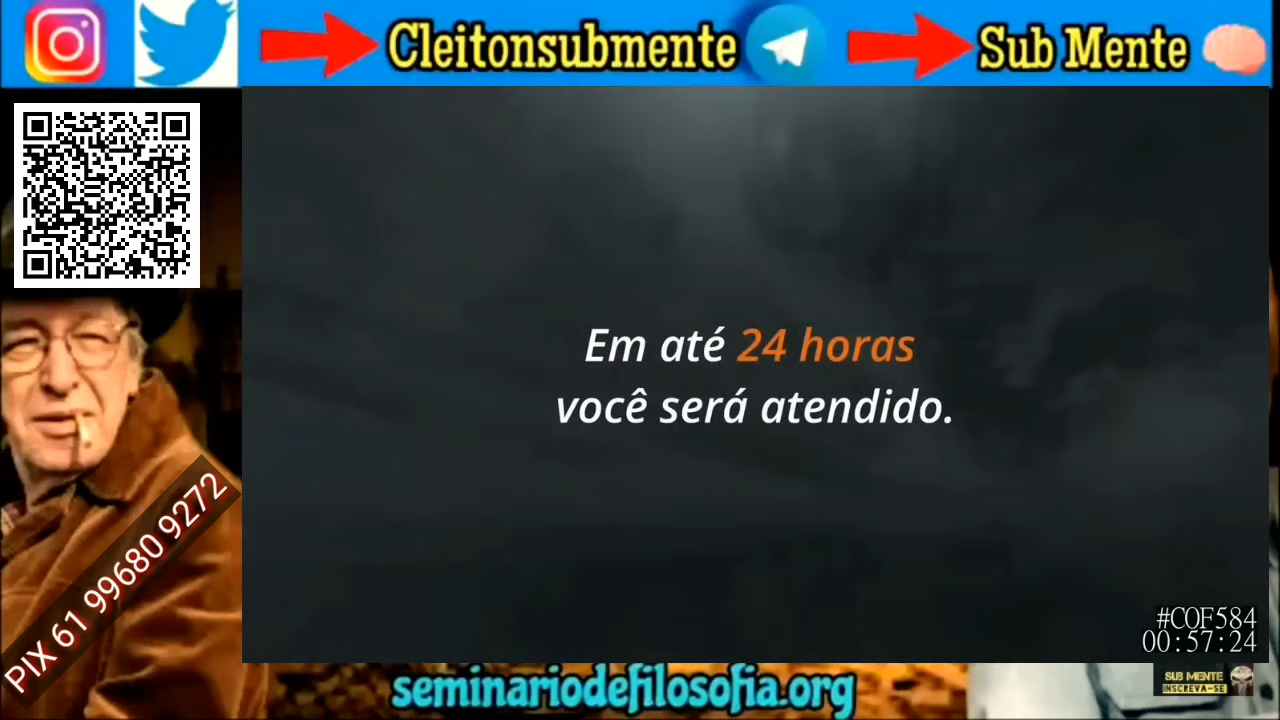 Cleitonsubmente
Sub Mente
Em até 24 horas
você será atendido.
PIX 61 99680 9272
#COF584
00:57:24
seminariodefilosofia.org
SUB MENTE
INSCREVA-SE